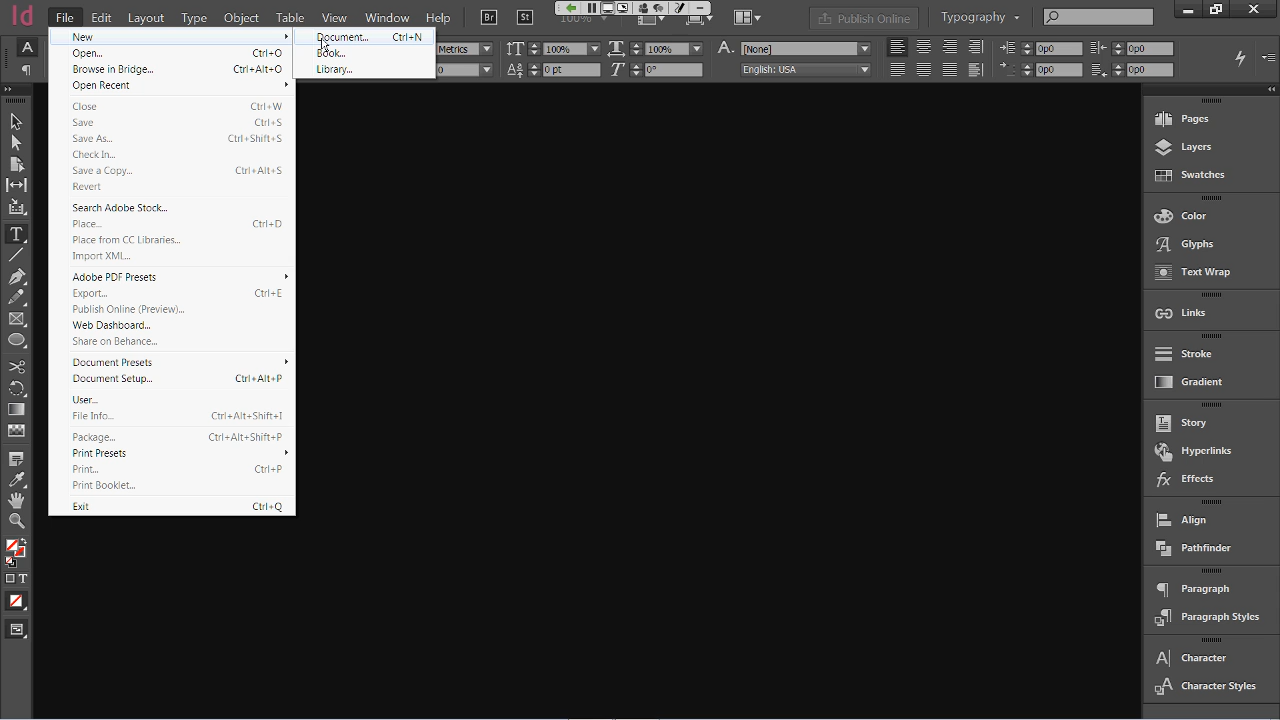 Id File Edit Layout Type Object Table View Window Help Br St 100% Publish Online Typography
A Metrics 100% 100% A. [None] 0p0 0p0
¶ 0 0 pt 0° English: USA 0p0 0p0
New
Open... Ctrl+O
Browse in Bridge... Ctrl+Alt+O
Open Recent
Close Ctrl+W
Save Ctrl+S
Save As... Ctrl+Shift+S
Check In...
Save a Copy... Ctrl+Alt+S
Revert
Search Adobe Stock...
Place... Ctrl+D
Place from CC Libraries...
Import XML...
Adobe PDF Presets
Export... Ctrl+E
Publish Online (Preview)...
Web Dashboard...
Share on Behance...
Document Presets
Document Setup... Ctrl+Alt+P
User...
File Info... Ctrl+Alt+Shift+I
Package... Ctrl+Alt+Shift+P
Print Presets
Print... Ctrl+P
Print Booklet...
Exit Ctrl+Q
Document... Ctrl+N
Book...
Library...
Pages
Layers
Swatches
Color
Glyphs
Text Wrap
Links
Stroke
Gradient
Story
Hyperlinks
Effects
Align
Pathfinder
Paragraph
Paragraph Styles
Character
Character Styles